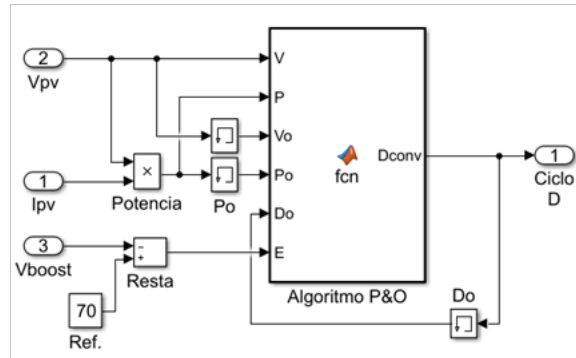 2
Vpv
1
Ipv
×
Potencia
Po
3
Vboost
−
+
Resta
70
Ref.
V
P
Vo
Po
Do
E
fcn
Dconv
Algoritmo P&O
Do
1
Ciclo
D